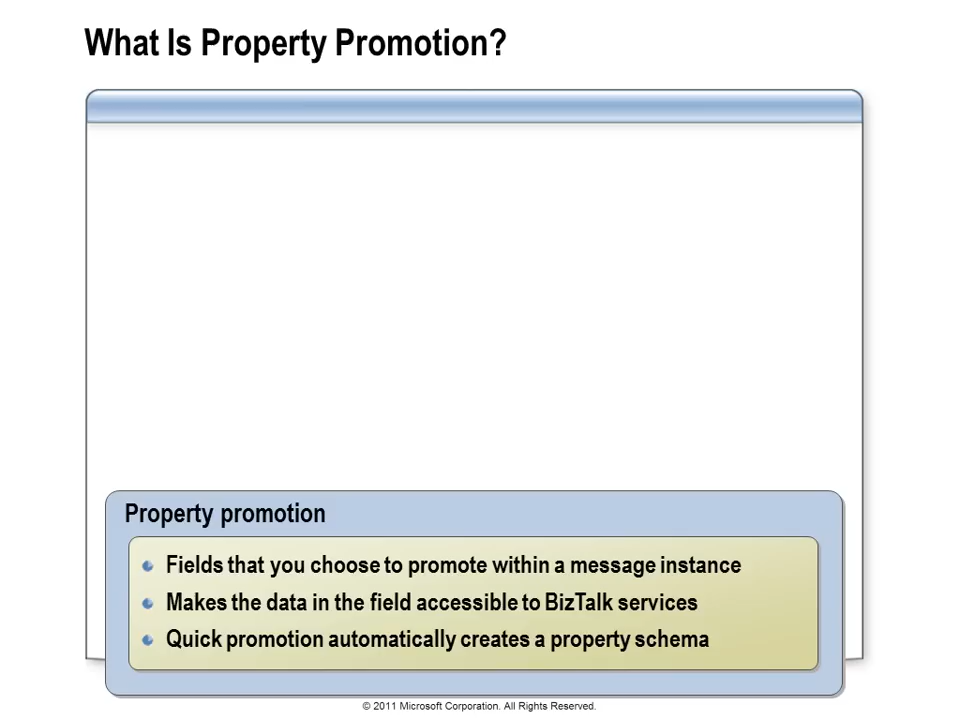 What Is Property Promotion?
Property promotion
Fields that you choose to promote within a message instance
Makes the data in the field accessible to BizTalk services
Quick promotion automatically creates a property schema
© 2011 Microsoft Corporation. All Rights Reserved.